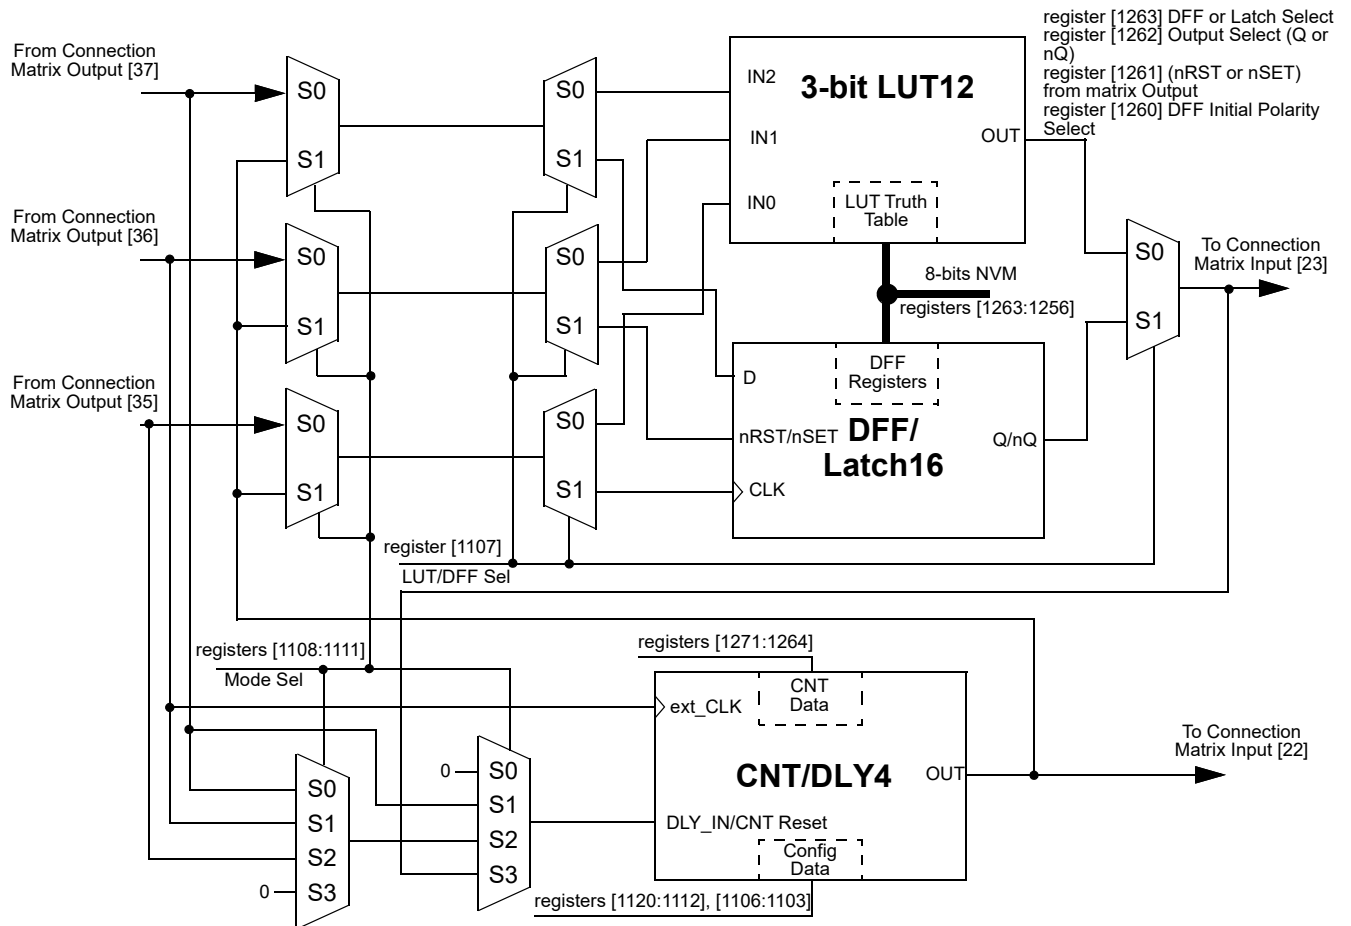 register [1263] DFF or Latch Select
register [1262] Output Select (Q or
nQ)
register [1261] (nRST or nSET)
from matrix Output
register [1260] DFF Initial Polarity
Select
From Connection
Matrix Output [37]
S0
S1
S0
S1
IN2
IN1
IN0
3-bit LUT12
OUT
LUT Truth
Table
From Connection
Matrix Output [36]
S0
S1
S0
S1
8-bits NVM
registers [1263:1256]
S0
S1
To Connection
Matrix Input [23]
From Connection
Matrix Output [35]
S0
S1
S0
S1
D
nRST/nSET
CLK
DFF
Registers
DFF/
Latch16
Q/nQ
register [1107]
LUT/DFF Sel
registers [1108:1111]
Mode Sel
registers [1271:1264]
ext_CLK
CNT
Data
CNT/DLY4
OUT
DLY_IN/CNT Reset
Config
Data
To Connection
Matrix Input [22]
S0
S1
S2
0
S3
0
S0
S1
S2
S3
registers [1120:1112], [1106:1103]